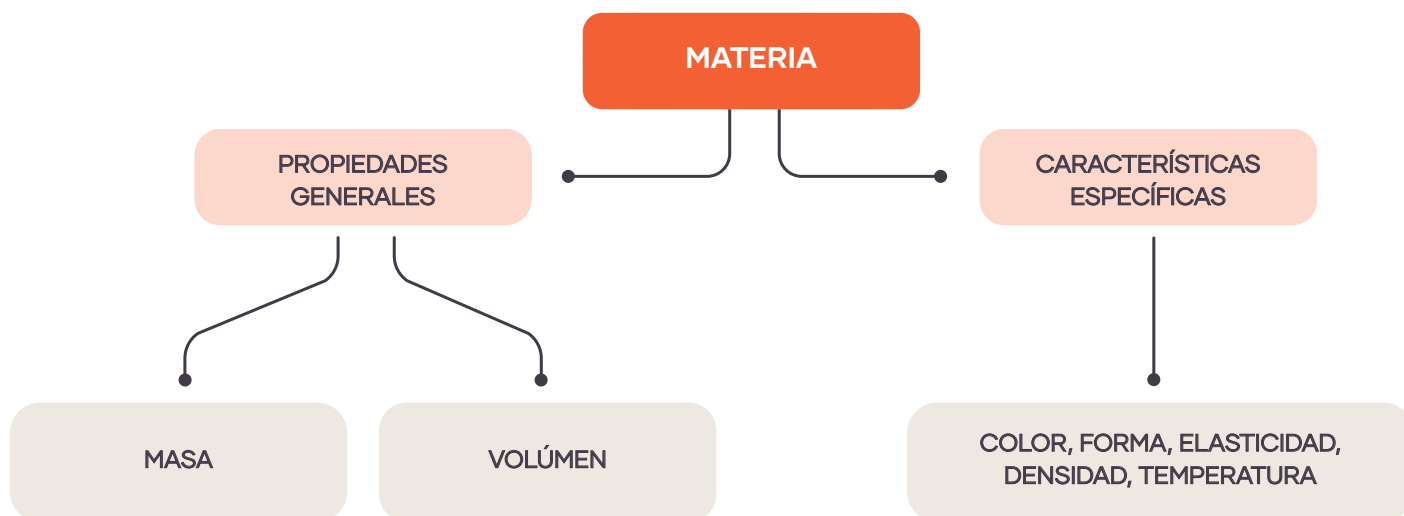 MATERIA
PROPIEDADES
GENERALES
CARACTERÍSTICAS
ESPECÍFICAS
MASA
VOLÚMEN
COLOR, FORMA, ELASTICIDAD,
DENSIDAD, TEMPERATURA